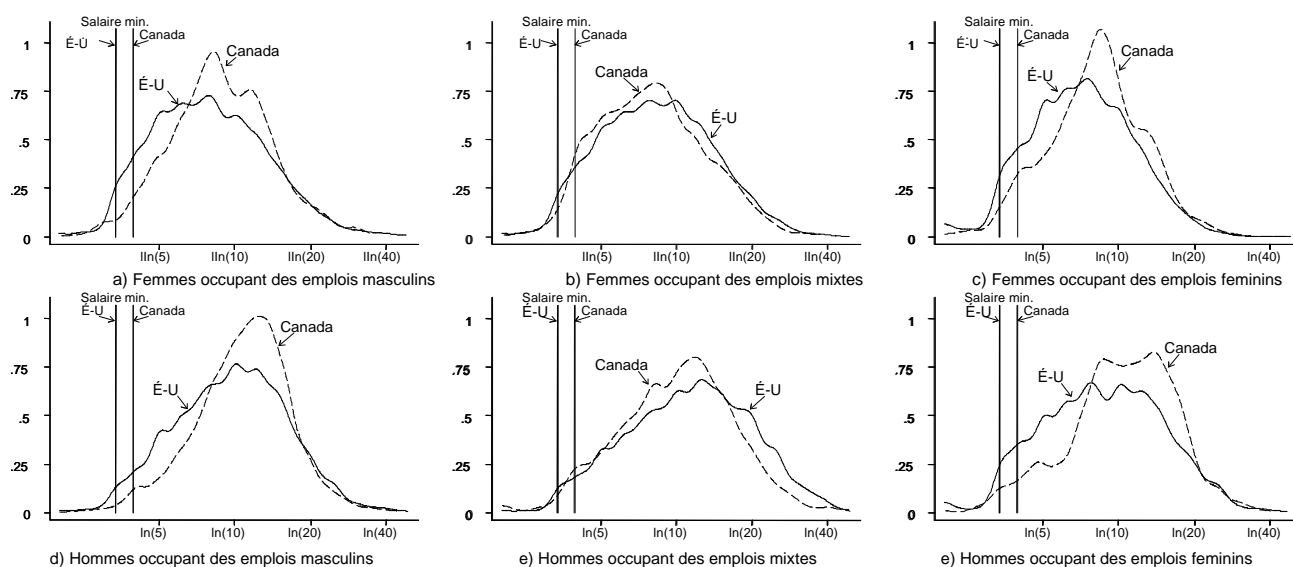 Salaire min.
É-U
Canada
Canada
É-U
1
.75
.5
.25
0
lln(5)
lln(10)
lln(20)
lln(40)
a) Femmes occupant des emplois masculins
Salaire min.
É-U
Canada
Canada
É-U
1
.75
.5
.25
0
lln(5)
lln(10)
lln(20)
lln(40)
b) Femmes occupant des emplois mixtes
Salaire min.
É-U
Canada
Canada
É-U
1
.75
.5
.25
0
ln(5)
ln(10)
ln(20)
ln(40)
c) Femmes occupant des emplois feminins
Salaire min.
É-U
Canada
Canada
É-U
1
.75
.5
.25
0
ln(5)
ln(10)
ln(20)
ln(40)
d) Hommes occupant des emplois masculins
Salaire min.
É-U
Canada
Canada
É-U
1
.75
.5
.25
0
ln(5)
ln(10)
ln(20)
ln(40)
e) Hommes occupant des emplois mixtes
Salaire min.
É-U
Canada
Canada
É-U
1
.75
.5
.25
0
ln(5)
ln(10)
ln(20)
ln(40)
e) Hommes occupant des emplois feminins